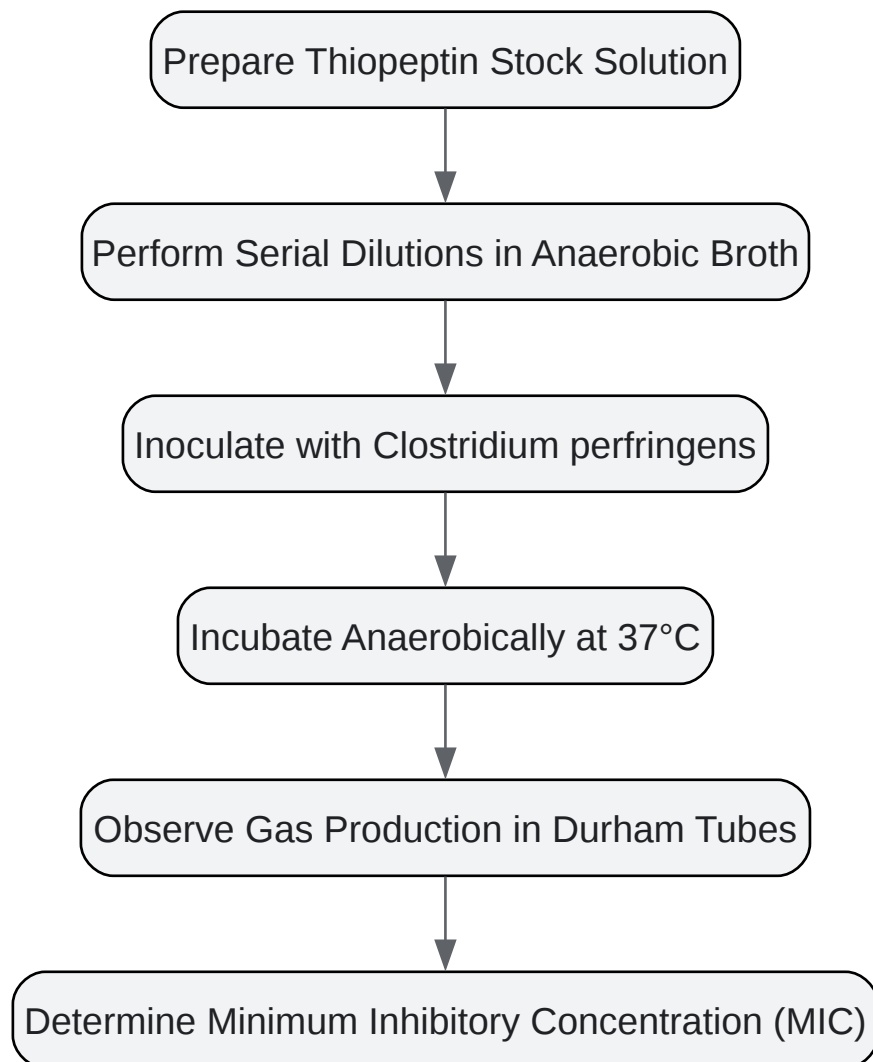 Prepare Thiopeptin Stock Solution
Perform Serial Dilutions in Anaerobic Broth
Inoculate with Clostridium perfringens
Incubate Anaerobically at 37°C
Observe Gas Production in Durham Tubes
Determine Minimum Inhibitory Concentration (MIC)